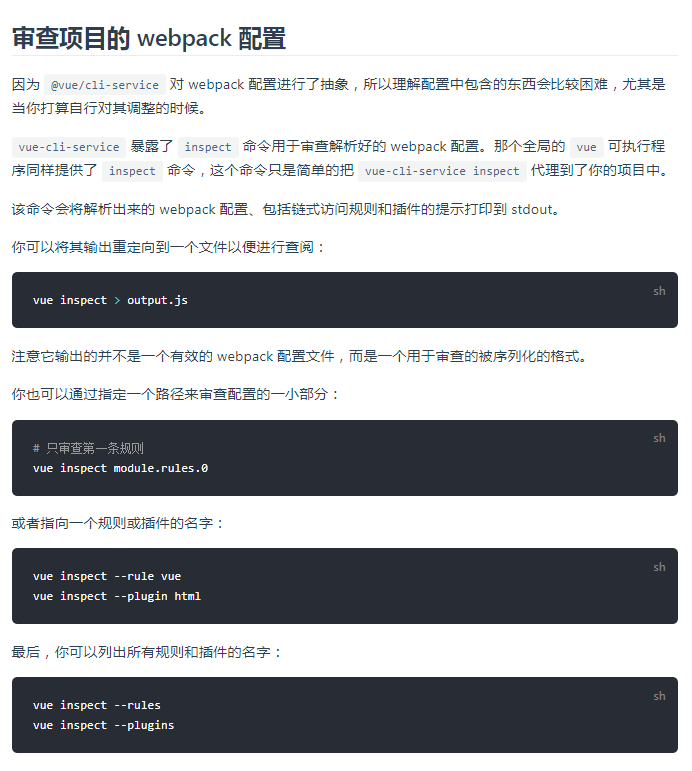 审查项目的 webpack 配置
因为 @vue/cli-service 对 webpack 配置进行了抽象，所以理解配置中包含的东西会比较困难，尤其是
当你打算自行对其调整的时候。
vue-cli-service 暴露了 inspect 命令用于审查解析好的 webpack 配置。那个全局的 vue 可执行程
序同样提供了 inspect 命令，这个命令只是简单的把 vue-cli-service inspect 代理到了你的项目中。
该命令会将解析出来的 webpack 配置、包括链式访问规则和插件的提示打印到 stdout。
你可以将其输出重定向到一个文件以便进行查阅：
sh
vue inspect > output.js
注意它输出的并不是一个有效的 webpack 配置文件，而是一个用于审查的被序列化的格式。
你也可以通过指定一个路径来审查配置的一小部分：
sh
# 只审查第一条规则
vue inspect module.rules.0
或者指向一个规则或插件的名字：
sh
vue inspect --rule vue
vue inspect --plugin html
最后，你可以列出所有规则和插件的名字：
sh
vue inspect --rules
vue inspect --plugins